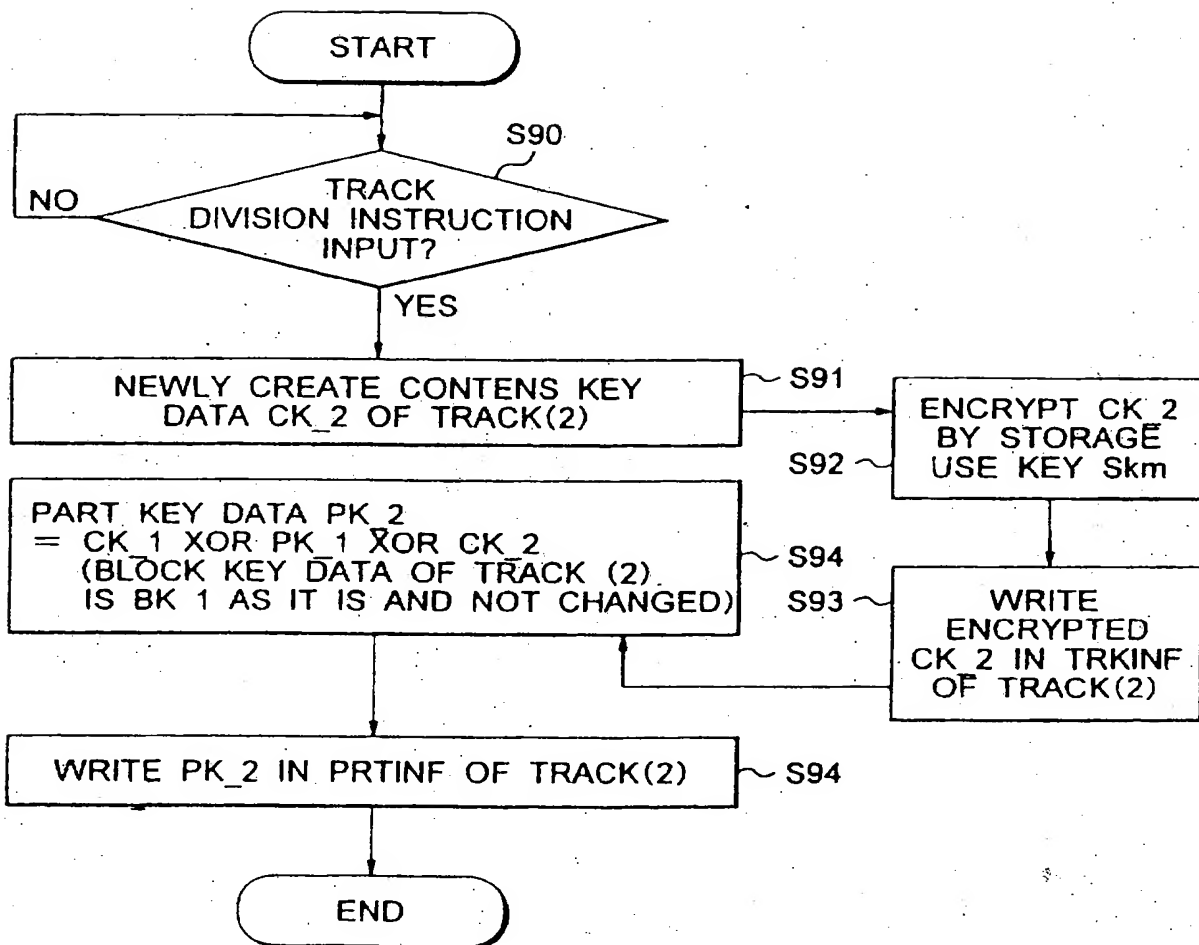 START
S90
NO
TRACK
DIVISION INSTRUCTION
INPUT?
YES
NEWLY CREATE CONTENS KEY
DATA CK_2 OF TRACK(2)
S91
ENCRYPT CK_2
BY STORAGE
USE KEY Skm
S92
WRITE
ENCRYPTED
CK_2 IN TRKINF
OF TRACK(2)
S93
PART KEY DATA PK_2
= CK_1 XOR PK_1 XOR CK_2
(BLOCK KEY DATA OF TRACK (2)
IS BK 1 AS IT IS AND NOT CHANGED)
S94
WRITE PK_2 IN PRTINF OF TRACK(2)
S94
END